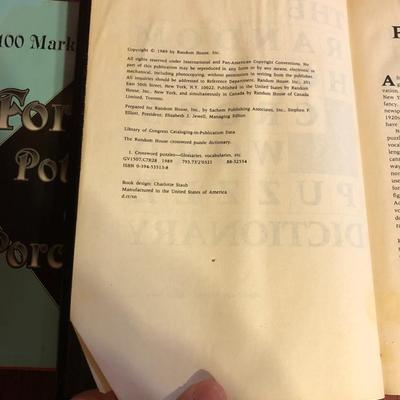 100 Mark
For
Pot
Porc
Copyright © 1989 by Random House, Inc.
All rights reserved under International and Pan-American Copyright Conventions. No
part of this publication may be reproduced in any form or by any means, electronic or
mechanical, including photocopying, without permission in writing from the publisher.
All inquiries should be addressed to Reference Department, Random House, Inc., 201
East 50th Street, New York, N.Y. 10022. Published in the United States by Random
House, Inc., New York, and simultaneously in Canada by Random House of Canada
Limited, Toronto.
Prepared for Random House, Inc., by Sachem Publishing Associates, Inc., Stephen P.
Elliott, President; Elizabeth J. Jewell, Managing Editor.
Library of Congress Cataloging-in-Publication Data
The Random House crossword puzzle dictionary.
1. Crossword puzzles—Glossaries, vocabularies, etc.
GV1507.C7R28 1989 793.73'2'0321 88-32354
ISBN 0-394-53513-8
Book design: Charlotte Staub
Manufactured in the United States of America
THE
PUZ
DICTIONARY
P
A
vation,
New Y
fancy.
news
1920s
have
N